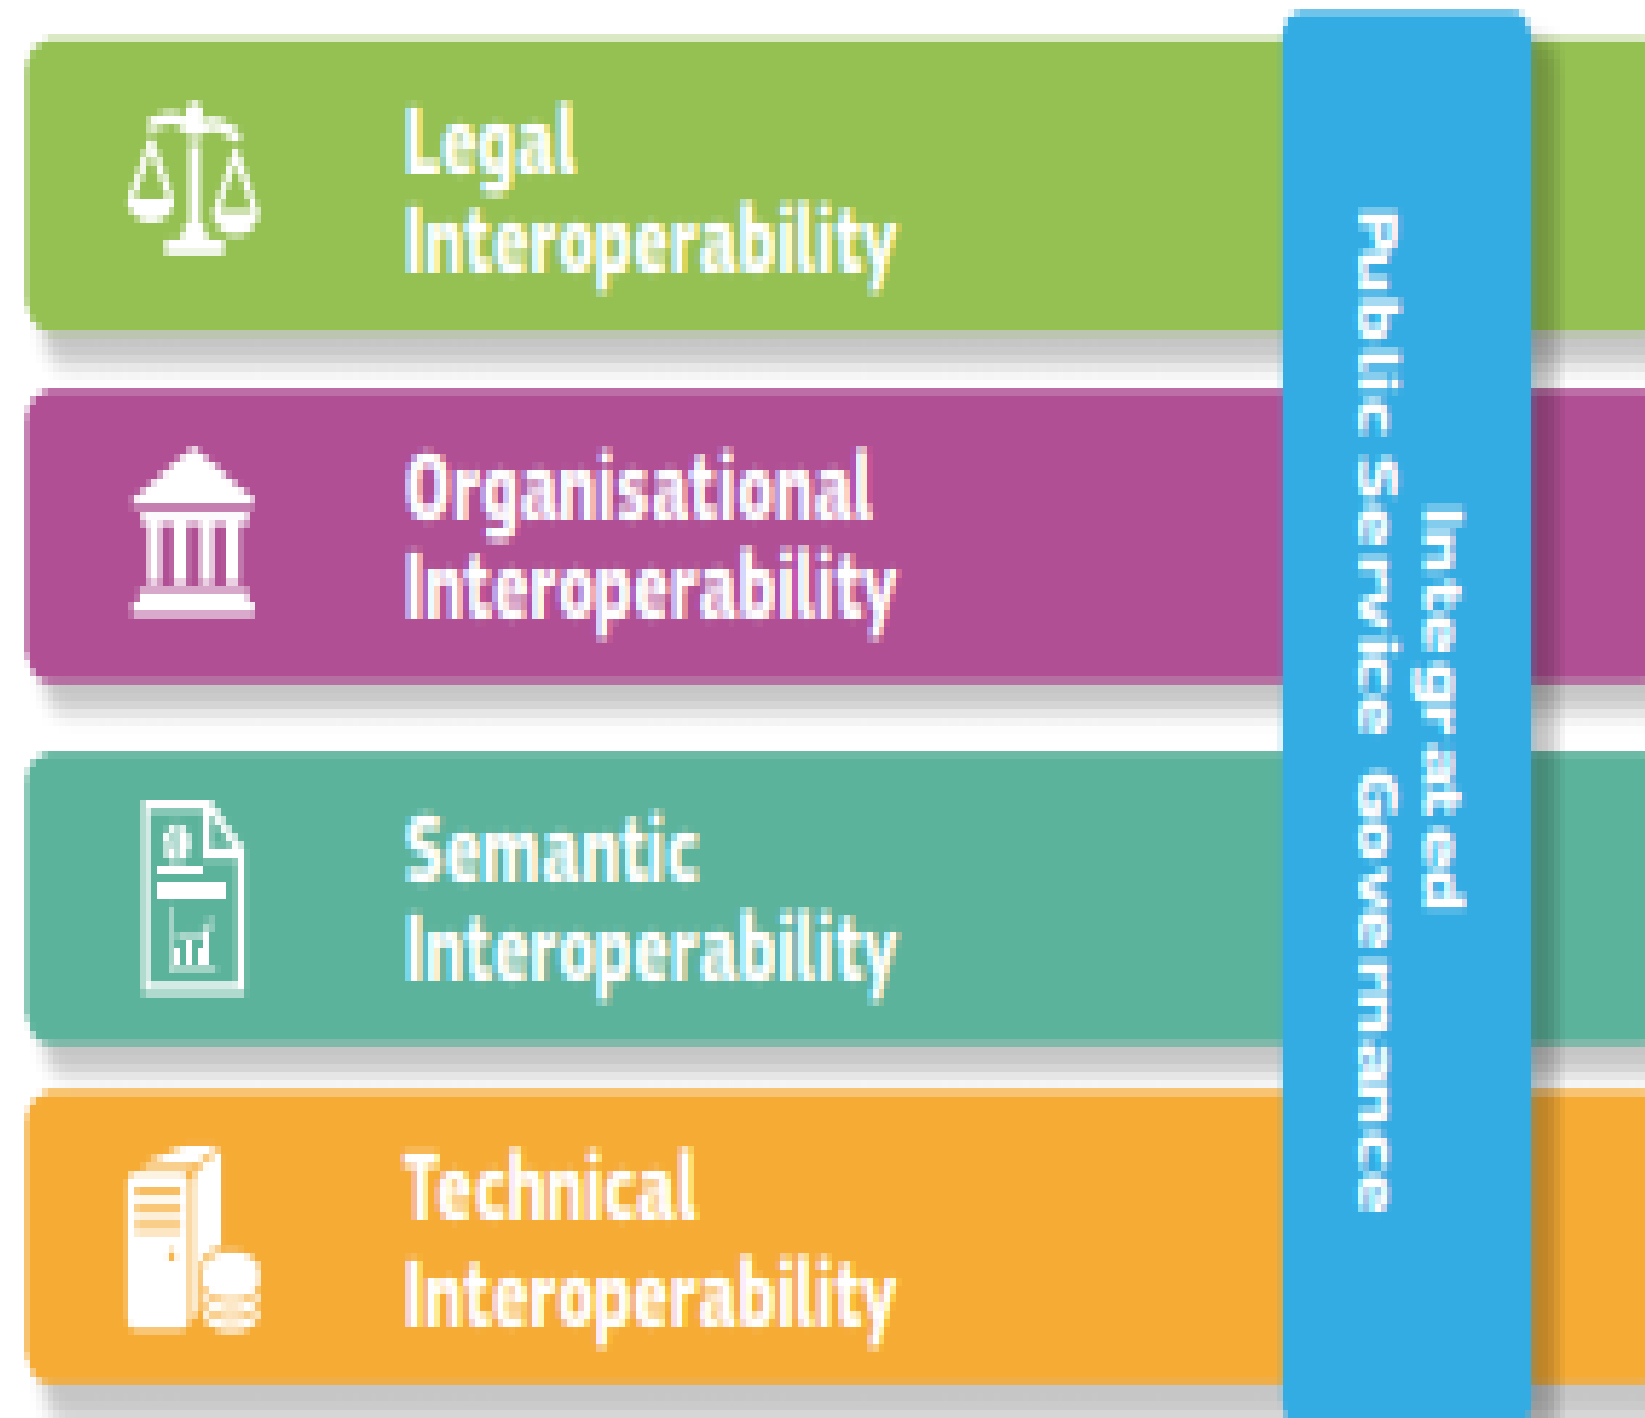 Legal
Interoperability
Organisational
Interoperability
Semantic
Interoperability
Technical
Interoperability
Integrated
Public Service Governance